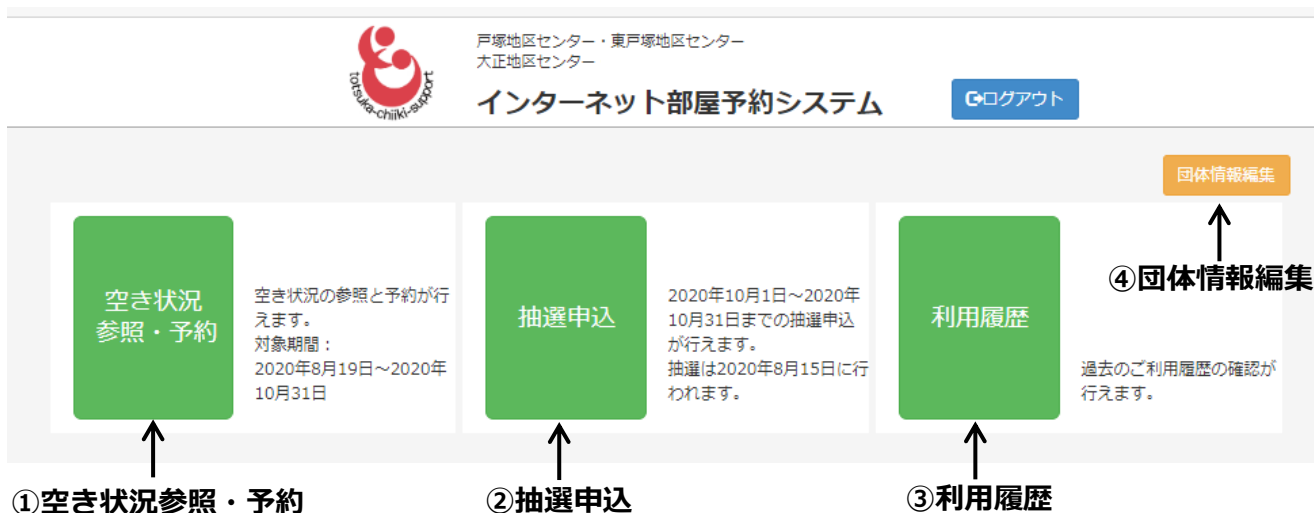 totsuka-chiiki-support
戸塚地区センター・東戸塚地区センター
大正地区センター
インターネット部屋予約システム
ログアウト
団体情報編集
④団体情報編集
空き状況
参照・予約
空き状況の参照と予約が行
えます。
対象期間：
2020年8月19日～2020年
10月31日
抽選申込
2020年10月1日～2020年
10月31日までの抽選申込
が行えます。
抽選は2020年8月15日に行
われます。
利用履歴
過去のご利用履歴の確認が
行えます。
①空き状況参照・予約
②抽選申込
③利用履歴